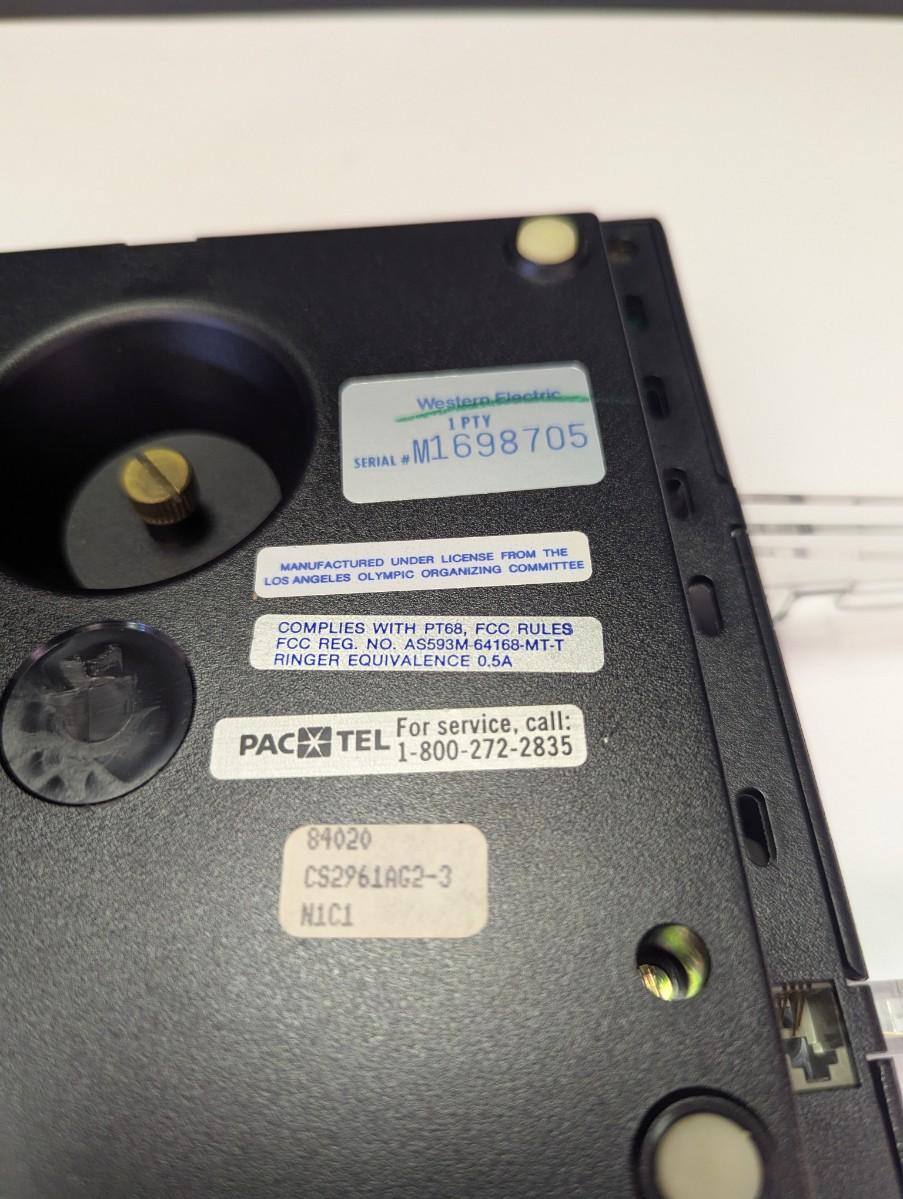 Western Electric
1 PTY
SERIAL # M1698705
MANUFACTURED UNDER LICENSE FROM THE
LOS ANGELES OLYMPIC ORGANIZING COMMITTEE
COMPLIES WITH PT68, FCC RULES
FCC REG. NO. AS593M-64168-MT-T
RINGER EQUIVALENCE 0.5A
PAC TEL For service, call:
1-800-272-2835
84020
CS2961AG2-3
N1C1